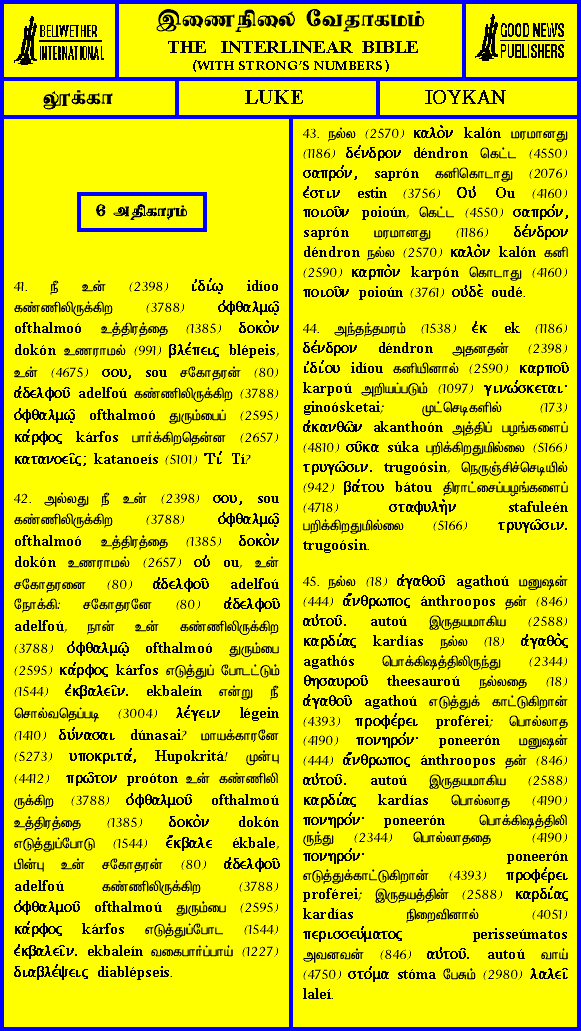 BELLWETHER
INTERNATIONAL
இணைநிலை வேதாகமம்
THE INTERLINEAR BIBLE
(WITH STRONG'S NUMBERS)
GOOD NEWS
PUBLISHERS
லூக்கா
LUKE
ΙΟΥΚΑΝ
6 அதிகாரம்
41. நீ உன் (2398) ἰδίῳ idíoo
கண்ணிலிருக்கிற (3788) ὀφθαλμῷ
ofthalmoó உத்திரத்தை (1385) δοκὸν
dokón உணராமல் (991) βλέπεις blépeis,
உன் (4675) σου, sou சகோதரன் (80)
ἀδελφοῦ adelfoú கண்ணிலிருக்கிற (3788)
ὀφθαλμῷ ofthalmoó துரும்பைப் (2595)
κάρφος kárfos பார்க்கிறதென்ன (2657)
κατανοεῖς; katanoeís (5101) Τί Tí?
42. அல்லது நீ உன் (2398) σου, sou
கண்ணிலிருக்கிற (3788) ὀφθαλμῷ
ofthalmoó உத்திரத்தை (1385) δοκὸν
dokón உணராமல் (2657) οὐ ou, உன்
சகோதரனை (80) ἀδελφοῦ adelfoú
நோக்கி: சகோதரனே (80) ἀδελφοῦ
adelfoú, நான் உன் கண்ணிலிருக்கிற
(3788) ὀφθαλμῷ ofthalmoó துரும்பை
(2595) κάρφος kárfos எடுத்துப் போடட்டும்
(1544) ἐκβαλεῖν. ekbaleín என்று நீ
சொல்வதெப்படி (3004) λέγειν légein
(1410) δύνασαι dúnasai? மாயக்காரனே
(5273) υποκριτά, Hupokritá! முன்பு
(4412) πρῶτον proóton உன் கண்ணிலி
ருக்கிற (3788) ὀφθαλμοῦ ofthalmoú
உத்திரத்தை (1385) δοκὸν dokón
எடுத்துப்போடு (1544) ἔκβαλε ékbale,
பின்பு உன் சகோதரன் (80) ἀδελφοῦ
adelfoú கண்ணிலிருக்கிற (3788)
ὀφθαλμοῦ ofthalmoú துரும்பை (2595)
κάρφος kárfos எடுத்துப்போட (1544)
ἐκβαλεῖν. ekbaleín வகைபார்ப்பாய் (1227)
διαβλέψεις diablépseis.
43. நல்ல (2570) καλὸν kalón மரமானது
(1186) δένδρον déndron கெட்ட (4550)
σαπρόν, saprón கனிகொடாது (2076)
ἐστιν estin (3756) Οὐ Ou (4160)
ποιοῦν poioún, கெட்ட (4550) σαπρόν,
saprón மரமானது (1186) δένδρον
déndron நல்ல (2570) καλὸν kalón கனி
(2590) καρπὸν karpón கொடாது (4160)
ποιοῦν poioún (3761) οὐδὲ oudé.
44. அந்தந்தமரம் (1538) ἐκ ek (1186)
δένδρον déndron அதனதன் (2398)
ἰδίου idíou கனியினால் (2590) καρποῦ
karpoú அறியப்படும் (1097) γινώσκεται·
ginoósketai; முட்செடிகளில் (173)
ἀκανθῶν akanthoón அத்திப் பழங்களைப்
(4810) σῦκα súka பறிக்கிறதுமில்லை (5166)
τρυγῶσιν. trugoósin, நெருஞ்சிச்செடியில்
(942) βάτου bátou திராட்சைப்பழங்களைப்
(4718) σταφυλὴν stafuleén
பறிக்கிறதுமில்லை (5166) τρυγῶσιν.
trugoósin.
45. நல்ல (18) ἀγαθοῦ agathoú மனுஷன்
(444) ἄνθρωπος ánthroopos தன் (846)
αὐτοῦ. autoú இருதயமாகிய (2588)
καρδίας kardías நல்ல (18) ἀγαθὸς
agathós பொக்கிஷத்திலிருந்து (2344)
θησαυροῦ theesauroú நல்லதை (18)
ἀγαθοῦ agathoú எடுத்துக் காட்டுகிறான்
(4393) προφέρει proférei; பொல்லாத
(4190) πονηρόν· poneerón மனுஷன்
(444) ἄνθρωπος ánthroopos தன் (846)
αὐτοῦ. autoú இருதயமாகிய (2588)
καρδίας kardías பொல்லாத (4190)
πονηρόν· poneerón பொக்கிஷத்திலி
ருந்து (2344) பொல்லாததை (4190)
πονηρόν· poneerón
எடுத்துக்காட்டுகிறான் (4393) προφέρει
proférei; இருதயத்தின் (2588) καρδίας
kardías நிறைவினால் (4051)
περισσεύματος perisseúmatos
அவனவன் (846) αὐτοῦ. autoú வாய்
(4750) στόμα stóma பேசும் (2980) λαλεῖ
laleí.